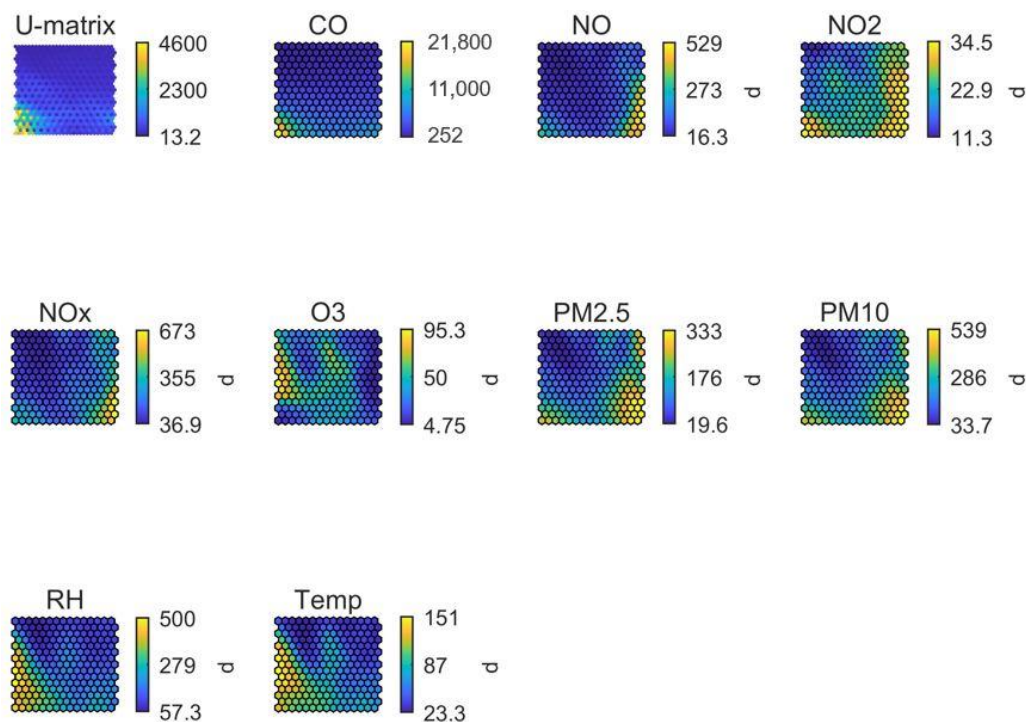 U-matrix
4600
2300
13.2
CO
21,800
11,000
252
NO
529
273
16.3
d
NO2
34.5
22.9
11.3
d
NOx
673
355
36.9
d
O3
95.3
50
4.75
d
PM2.5
333
176
19.6
d
PM10
539
286
33.7
d
RH
500
279
57.3
d
Temp
151
87
23.3
d